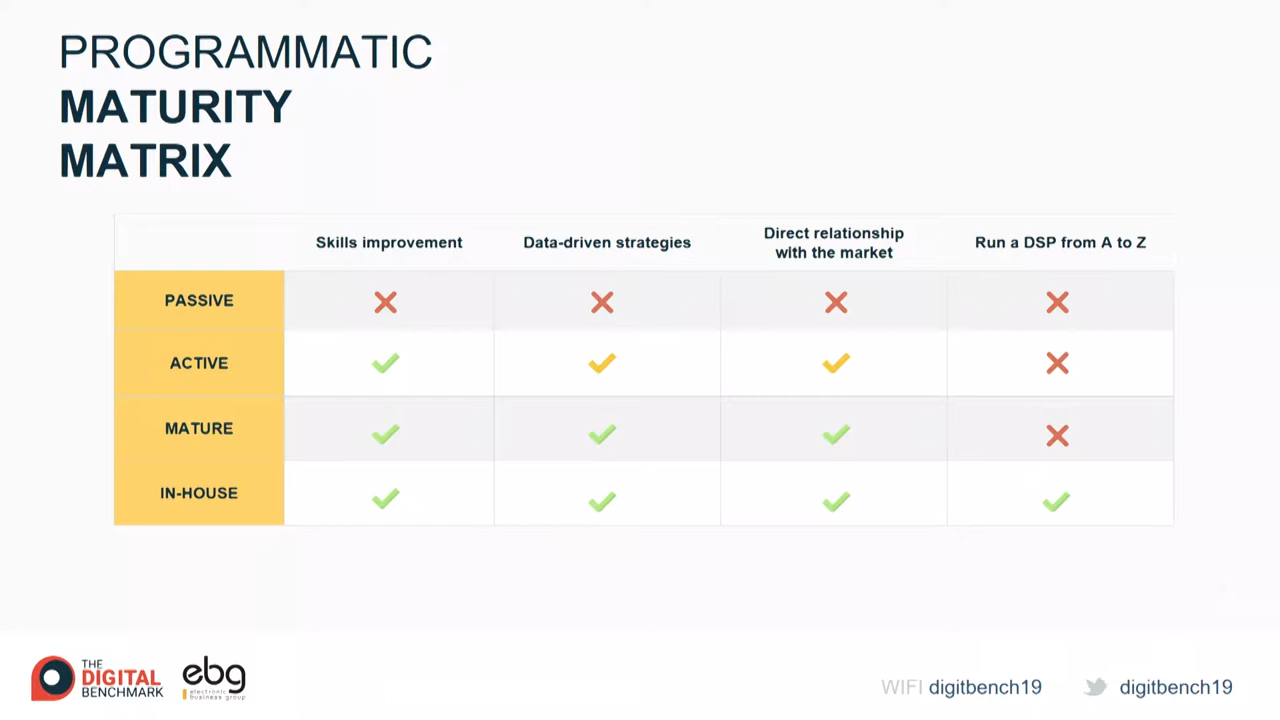 PROGRAMMATIC
MATURITY
MATRIX
Skills improvement
Data-driven strategies
Direct relationship
with the market
Run a DSP from A to Z
PASSIVE
ACTIVE
MATURE
IN-HOUSE
THE
DIGITAL
BENCHMARK
ebg
electronic
business group
WIFI digitbench19
digitbench19